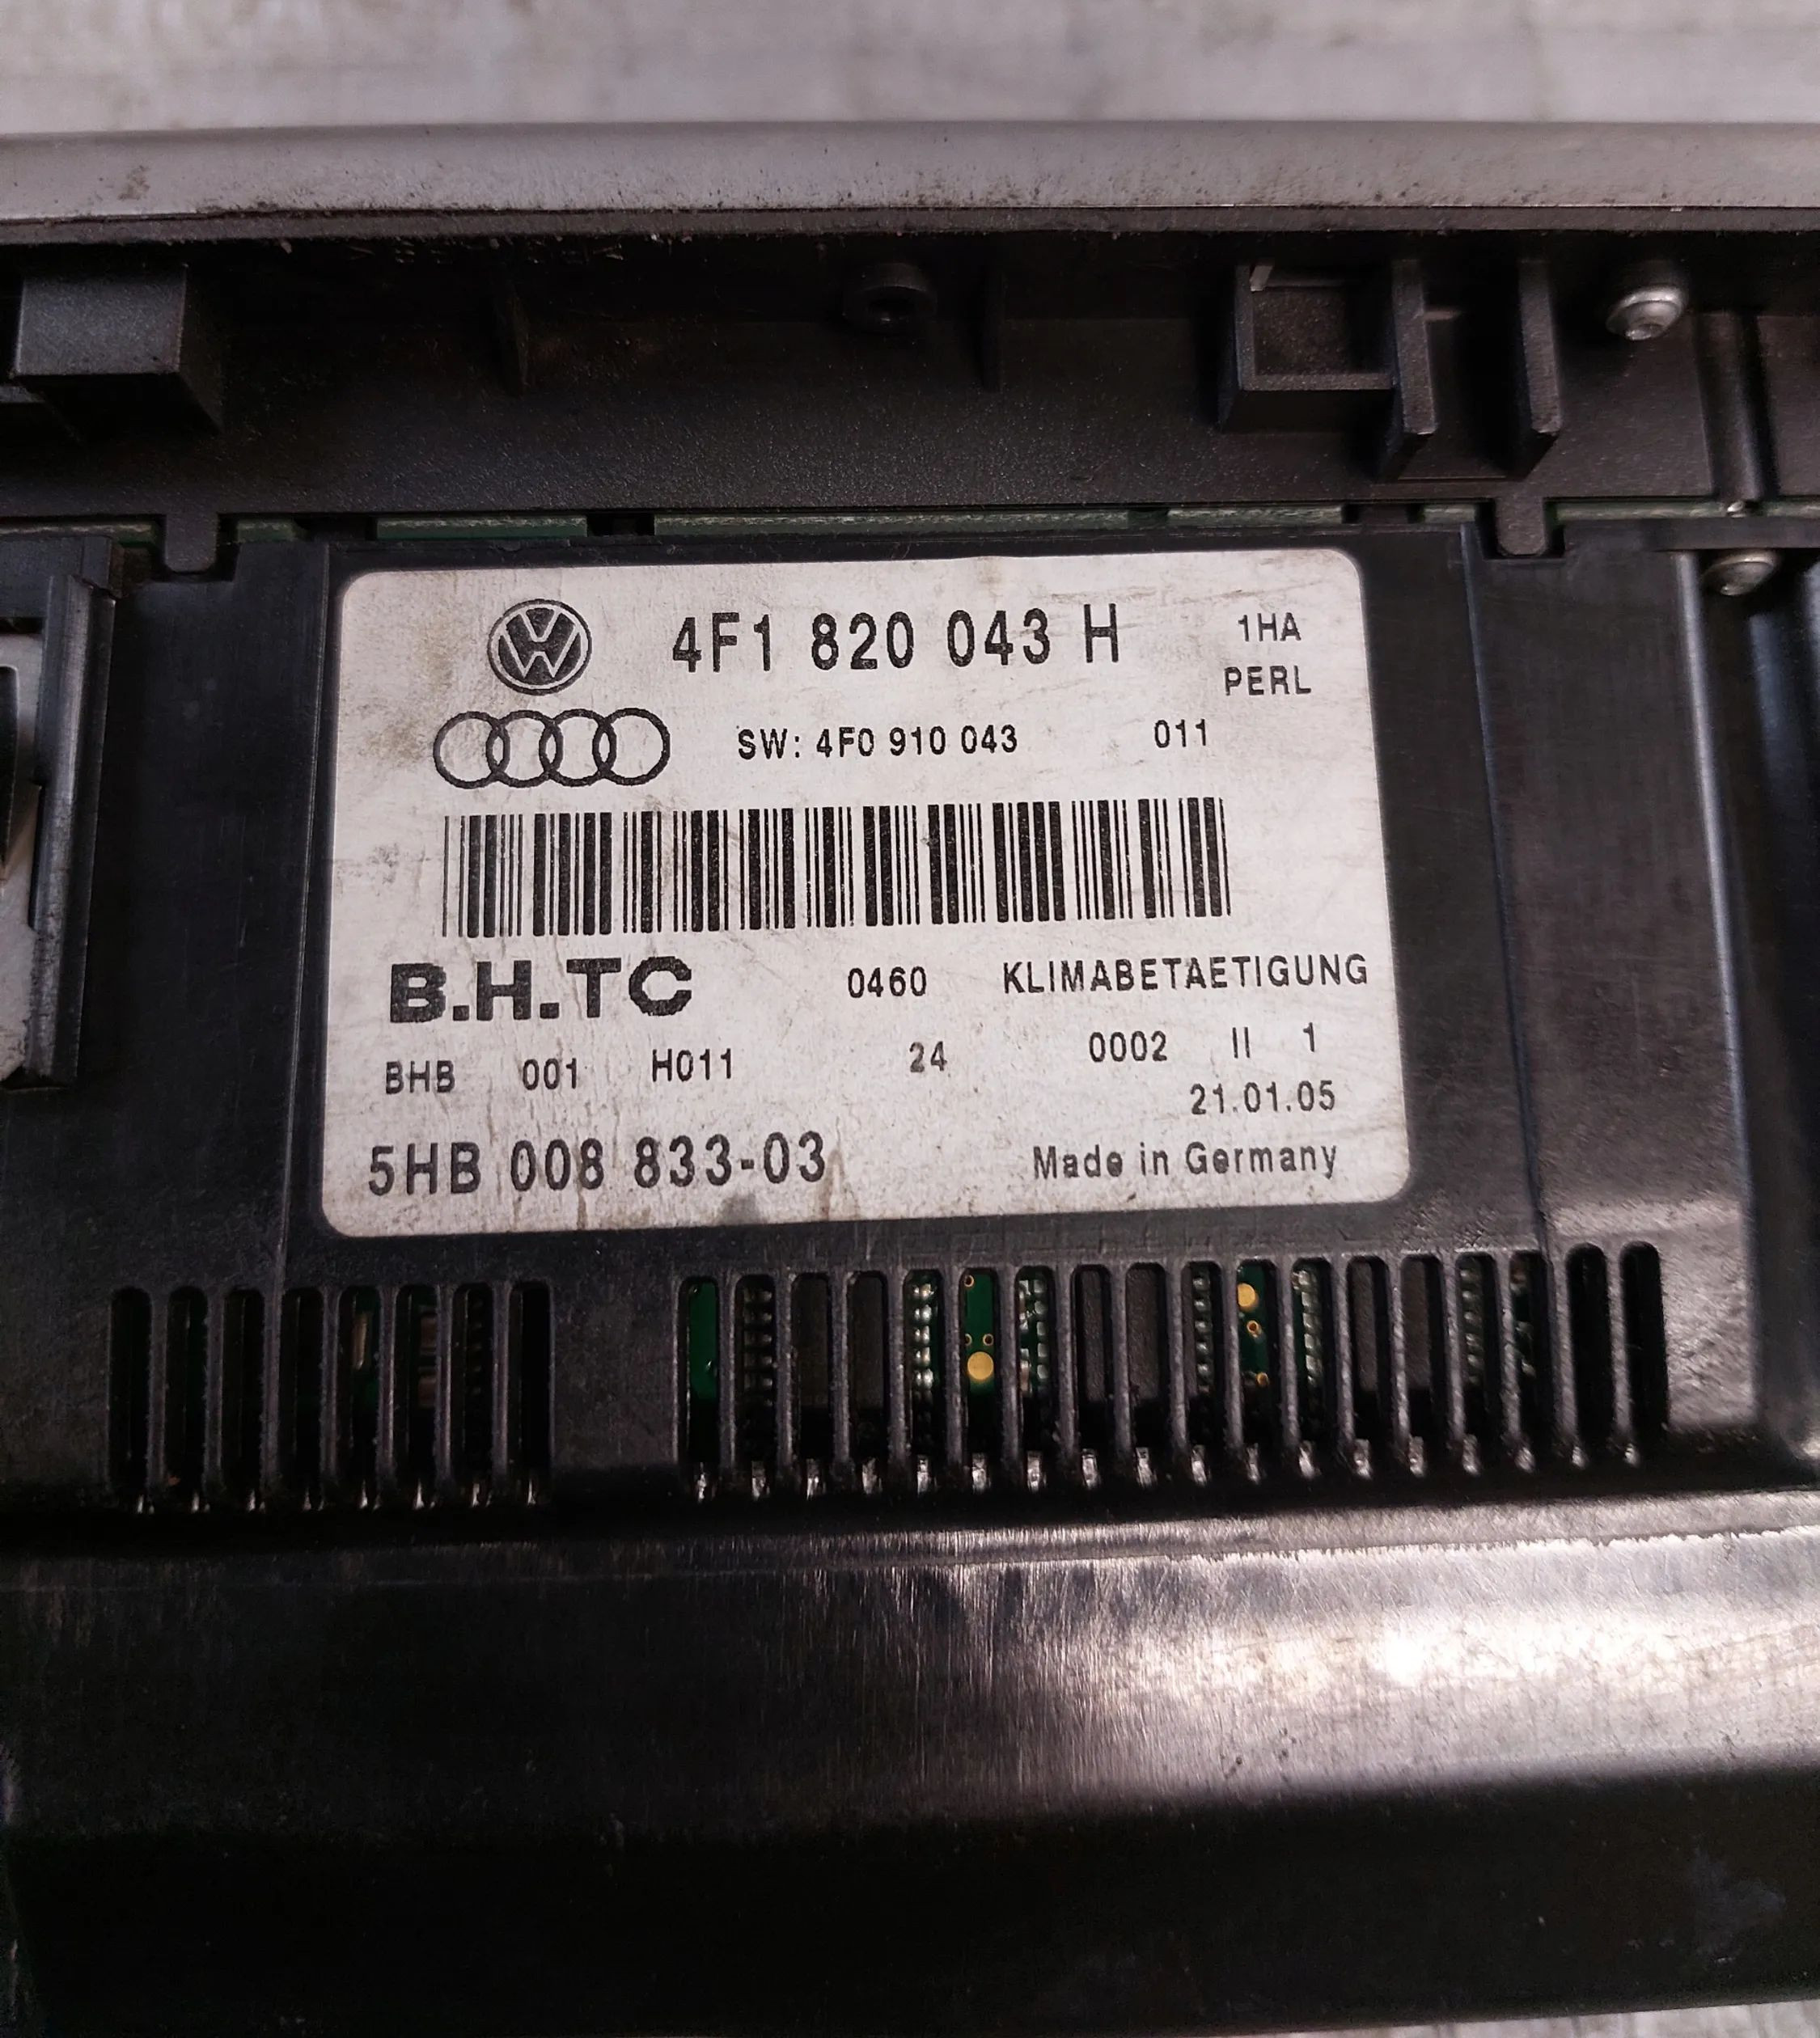 4F1 820 043 H 1HA
PERL
SW: 4F0 910 043 011
B.H.TC 0460 KLIMABETAETIGUNG
BHB 001 H011 24 0002 II 1
21.01.05
5HB 008 833-03 Made in Germany